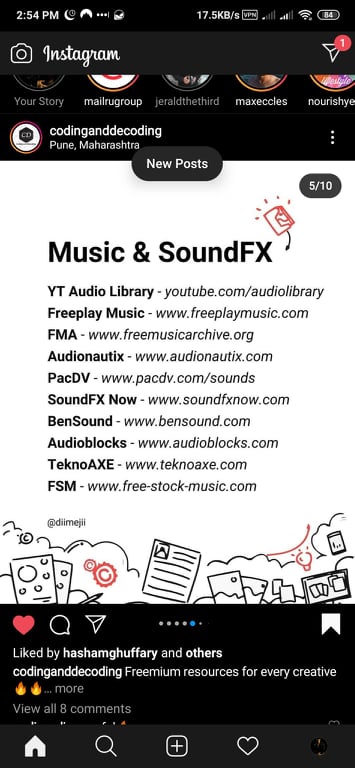 2:54 PM
17.5KB/s VPN 84
Instagram
1
Your Story mailrugroup jeraldthethird maxeccles nourishye
lifestyle
codinganddecoding
Pune, Maharashtra
New Posts
5/10
Music & SoundFX
YT Audio Library - youtube.com/audiolibrary
Freeplay Music - www.freeplaymusic.com
FMA - www.freemusicarchive.org
Audionautix - www.audionautix.com
PacDV - www.pacdv.com/sounds
SoundFX Now - www.soundfxnow.com
BenSound - www.bensound.com
Audioblocks - www.audioblocks.com
TeknoAXE - www.teknoaxe.com
FSM - www.free-stock-music.com
@diimejii
Liked by hashamghuffary and others
codinganddecoding Freemium resources for every creative
🔥🔥... more
View all 8 comments